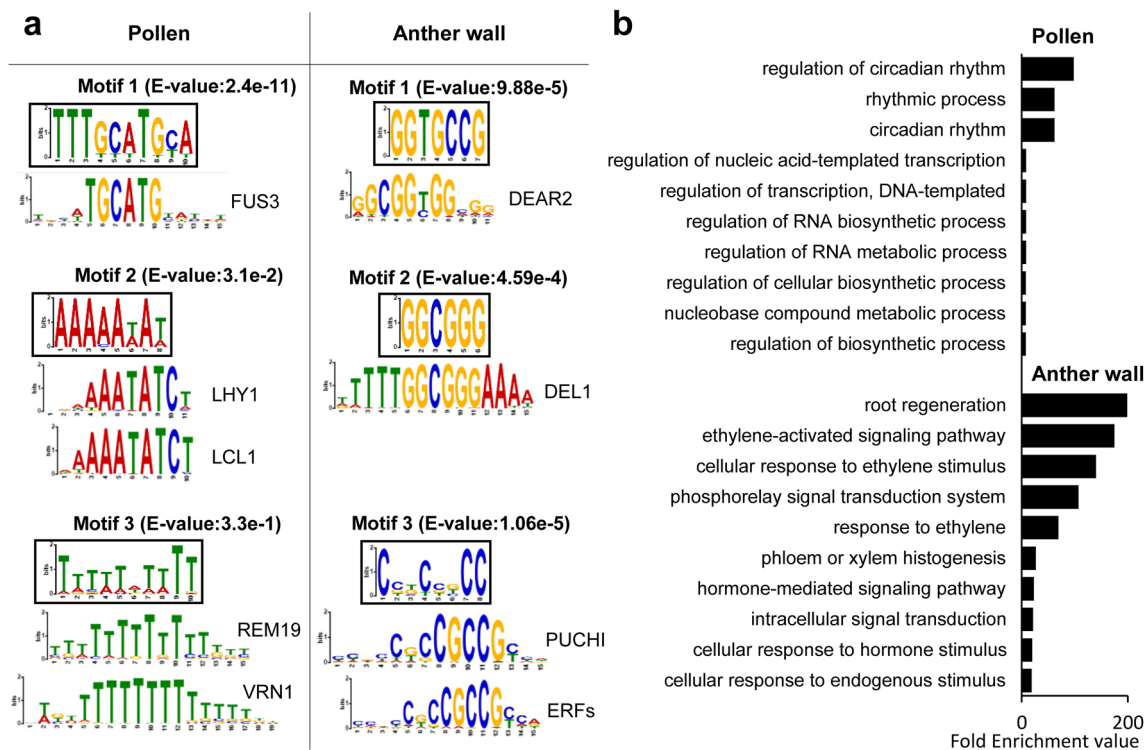 a
Pollen
Anther wall
Motif 1 (E-value:2.4e-11)
Motif 1 (E-value:9.88e-5)
FUS3
DEAR2
Motif 2 (E-value:3.1e-2)
Motif 2 (E-value:4.59e-4)
LHY1
DEL1
LCL1
Motif 3 (E-value:3.3e-1)
Motif 3 (E-value:1.06e-5)
REM19
PUCHI
VRN1
ERFs
b
Pollen
regulation of circadian rhythm
rhythmic process
circadian rhythm
regulation of nucleic acid-templated transcription
regulation of transcription, DNA-templated
regulation of RNA biosynthetic process
regulation of RNA metabolic process
regulation of cellular biosynthetic process
nucleobase compound metabolic process
regulation of biosynthetic process
Anther wall
root regeneration
ethylene-activated signaling pathway
cellular response to ethylene stimulus
phosphorelay signal transduction system
response to ethylene
phloem or xylem histogenesis
hormone-mediated signaling pathway
intracellular signal transduction
cellular response to hormone stimulus
cellular response to endogenous stimulus
0 200
Fold Enrichment value